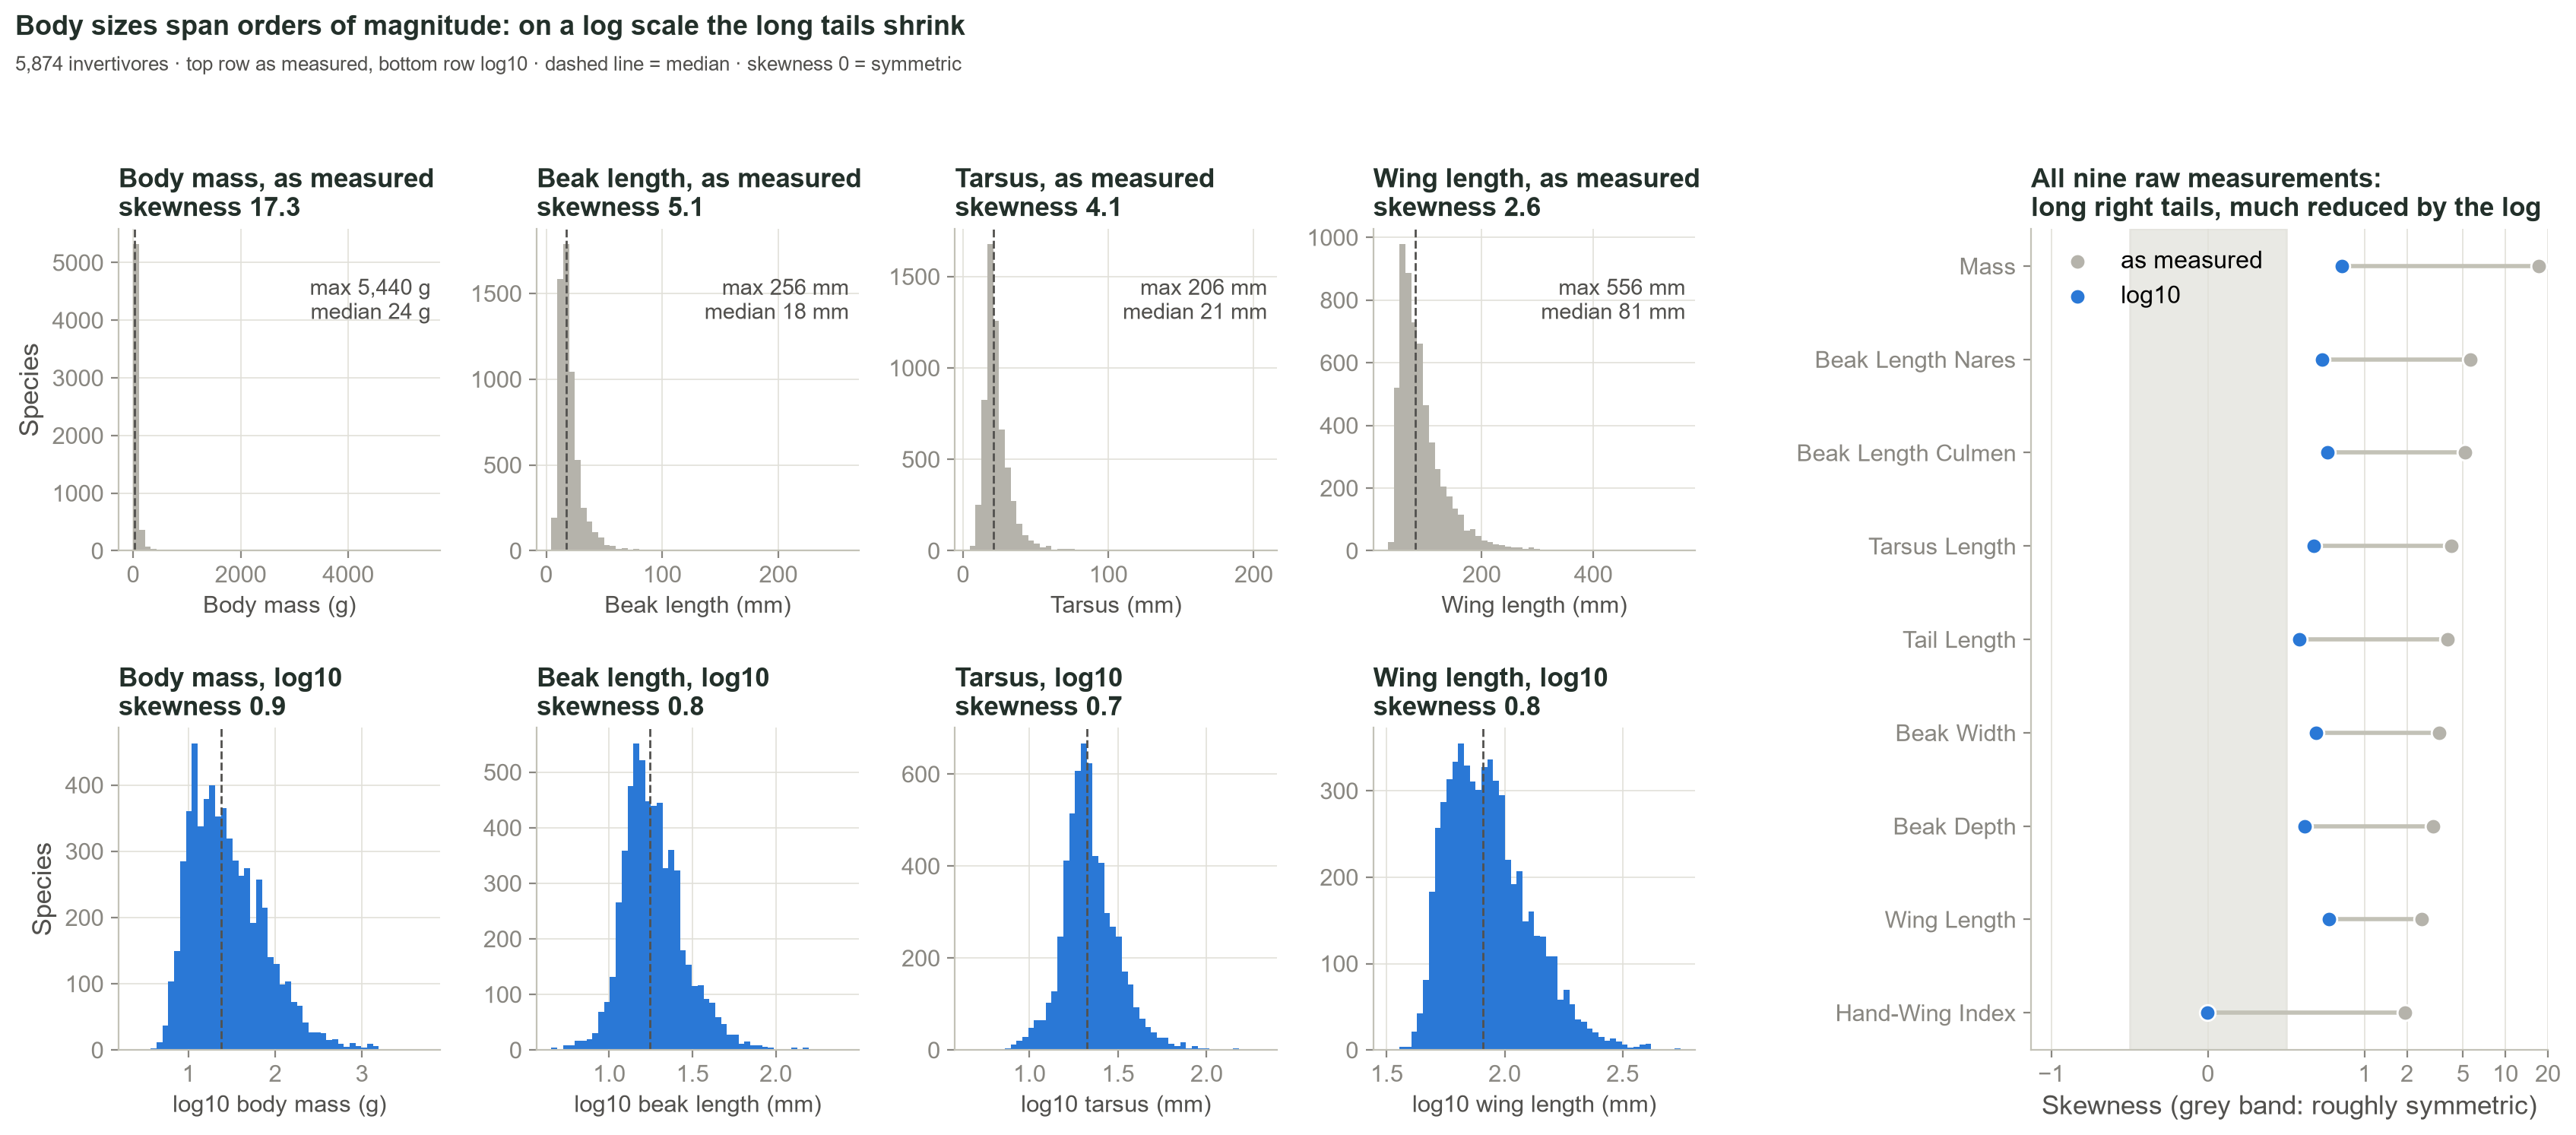 Body sizes span orders of magnitude: on a log scale the long tails shrink
5,874 invertivores · top row as measured, bottom row log10 · dashed line = median · skewness 0 = symmetric
Body mass, as measured
skewness 17.3
max 5,440 g
median 24 g
Species
5000
4000
3000
2000
1000
0
0 2000 4000
Body mass (g)
Beak length, as measured
skewness 5.1
max 256 mm
median 18 mm
1500
1000
500
0
0 100 200
Beak length (mm)
Tarsus, as measured
skewness 4.1
max 206 mm
median 21 mm
1500
1000
500
0
0 100 200
Tarsus (mm)
Wing length, as measured
skewness 2.6
max 556 mm
median 81 mm
1000
800
600
400
200
0
200 400
Wing length (mm)
Body mass, log10
skewness 0.9
Species
400
300
200
100
0
1 2 3
log10 body mass (g)
Beak length, log10
skewness 0.8
500
400
300
200
100
0
1.0 1.5 2.0
log10 beak length (mm)
Tarsus, log10
skewness 0.7
600
400
200
0
1.0 1.5 2.0
log10 tarsus (mm)
Wing length, log10
skewness 0.8
300
200
100
0
1.5 2.0 2.5
log10 wing length (mm)
All nine raw measurements:
long right tails, much reduced by the log
as measured
log10
Mass
Beak Length Nares
Beak Length Culmen
Tarsus Length
Tail Length
Beak Width
Beak Depth
Wing Length
Hand-Wing Index
−1 0 1 2 5 10 20
Skewness (grey band: roughly symmetric)